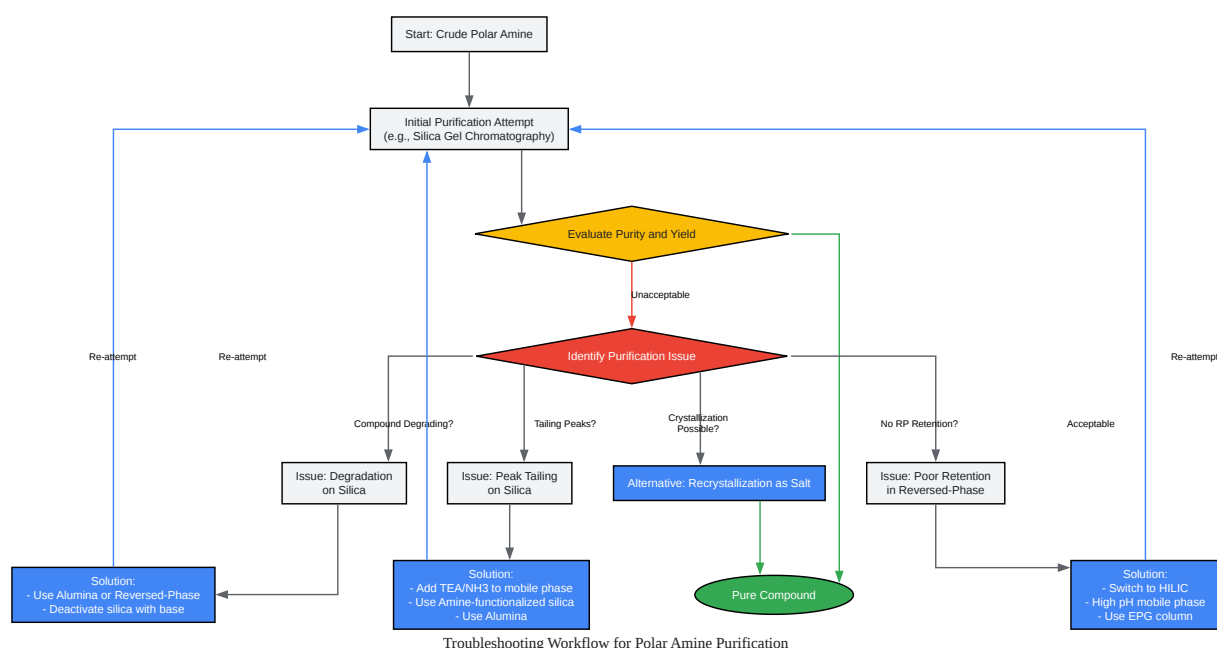 Start: Crude Polar Amine
Initial Purification Attempt
(e.g., Silica Gel Chromatography)
Evaluate Purity and Yield
Unacceptable
Identify Purification Issue
Re-attempt
Re-attempt
Re-attempt
Compound Degrading?
Tailing Peaks?
Crystallization
Possible?
No RP Retention?
Acceptable
Issue: Degradation
on Silica
Issue: Peak Tailing
on Silica
Alternative: Recrystallization as Salt
Issue: Poor Retention
in Reversed-Phase
Solution:
- Use Alumina or Reversed-Phase
- Deactivate silica with base
Solution:
- Add TEA/NH3 to mobile phase
- Use Amine-functionalized silica
- Use Alumina
Pure Compound
Solution:
- Switch to HILIC
- High pH mobile phase
- Use EPG column
Troubleshooting Workflow for Polar Amine Purification